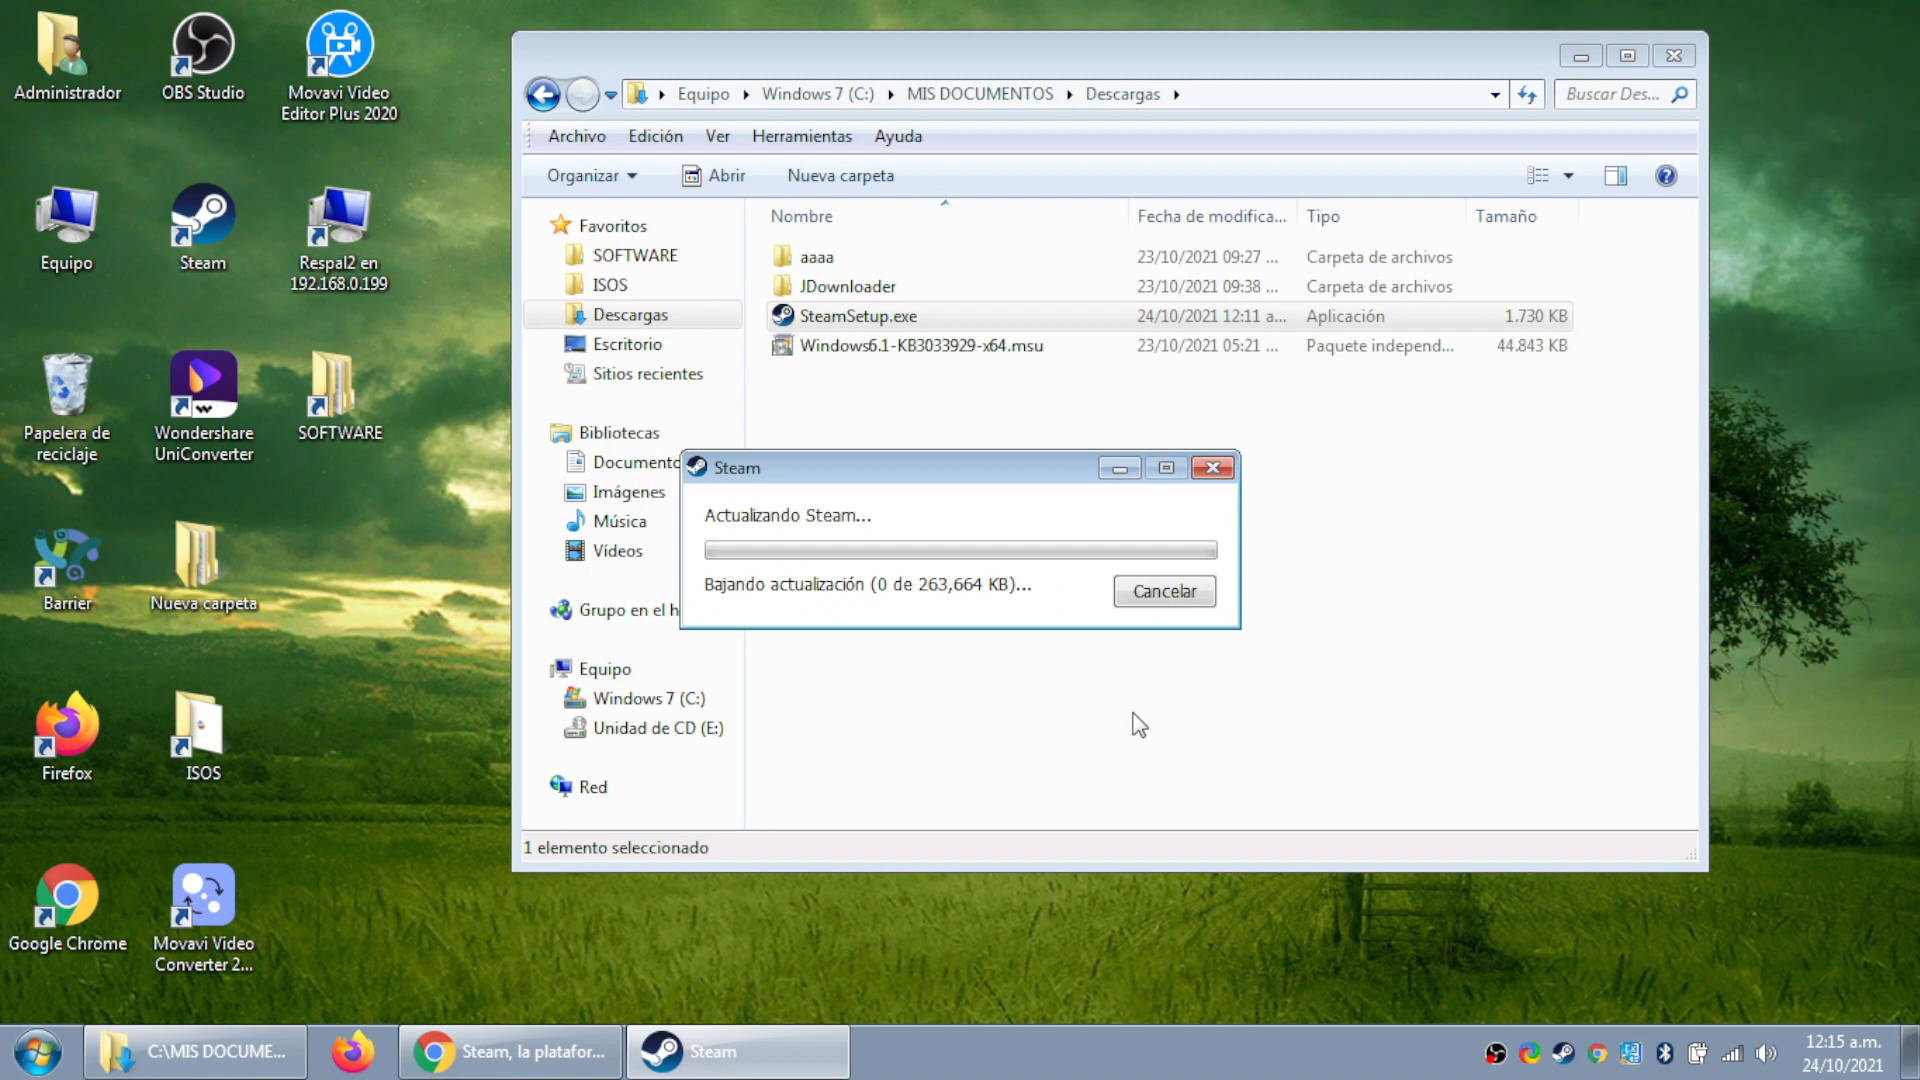 Administrador
OBS Studio
Movavi Video
Editor Plus 2020
Equipo
Steam
Respal2 en
192.168.0.199
Papelera de
reciclaje
Wondershare
UniConverter
SOFTWARE
Barrier
Nueva carpeta
Firefox
ISOS
Google Chrome
Movavi Video
Converter 2...
Equipo
Windows 7 (C:)
MIS DOCUMENTOS
Descargas
Buscar Des...
Archivo
Edición
Ver
Herramientas
Ayuda
Organizar
Abrir
Nueva carpeta
Favoritos
SOFTWARE
ISOS
Descargas
Escritorio
Sitios recientes
Bibliotecas
Documento
Imágenes
Música
Vídeos
Grupo en el h
Equipo
Windows 7 (C:)
Unidad de CD (E:)
Red
Nombre Fecha de modifica... Tipo Tamaño
aaaa 23/10/2021 09:27 ... Carpeta de archivos
JDownloader 23/10/2021 09:38 ... Carpeta de archivos
SteamSetup.exe 24/10/2021 12:11 a... Aplicación 1.730 KB
Windows6.1-KB3033929-x64.msu 23/10/2021 05:21 ... Paquete independ... 44.843 KB
Steam
Actualizando Steam...
Bajando actualización (0 de 263,664 KB)...
Cancelar
1 elemento seleccionado
C:\MIS DOCUME...
Steam, la platafor...
Steam
12:15 a.m.
24/10/2021